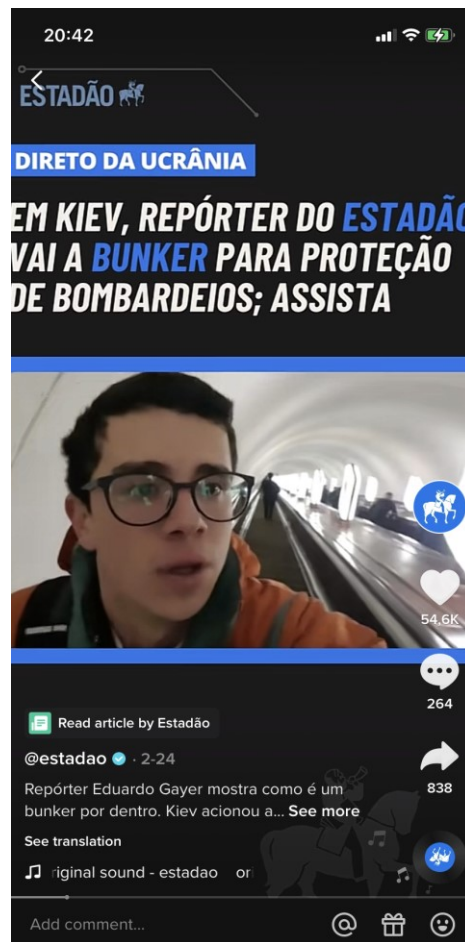 20:42
ESTADÃO
DIRETO DA UCRÂNIA
EM KIEV, REPÓRTER DO ESTADÃO
VAI A BUNKER PARA PROTEÇÃO
DE BOMBARDEIOS; ASSISTA
54.6K
264
Read article by Estadão
@estadao · 2-24
838
Repórter Eduardo Gayer mostra como é um
bunker por dentro. Kiev acionou a... See more
See translation
riginal sound - estadao ori
Add comment...